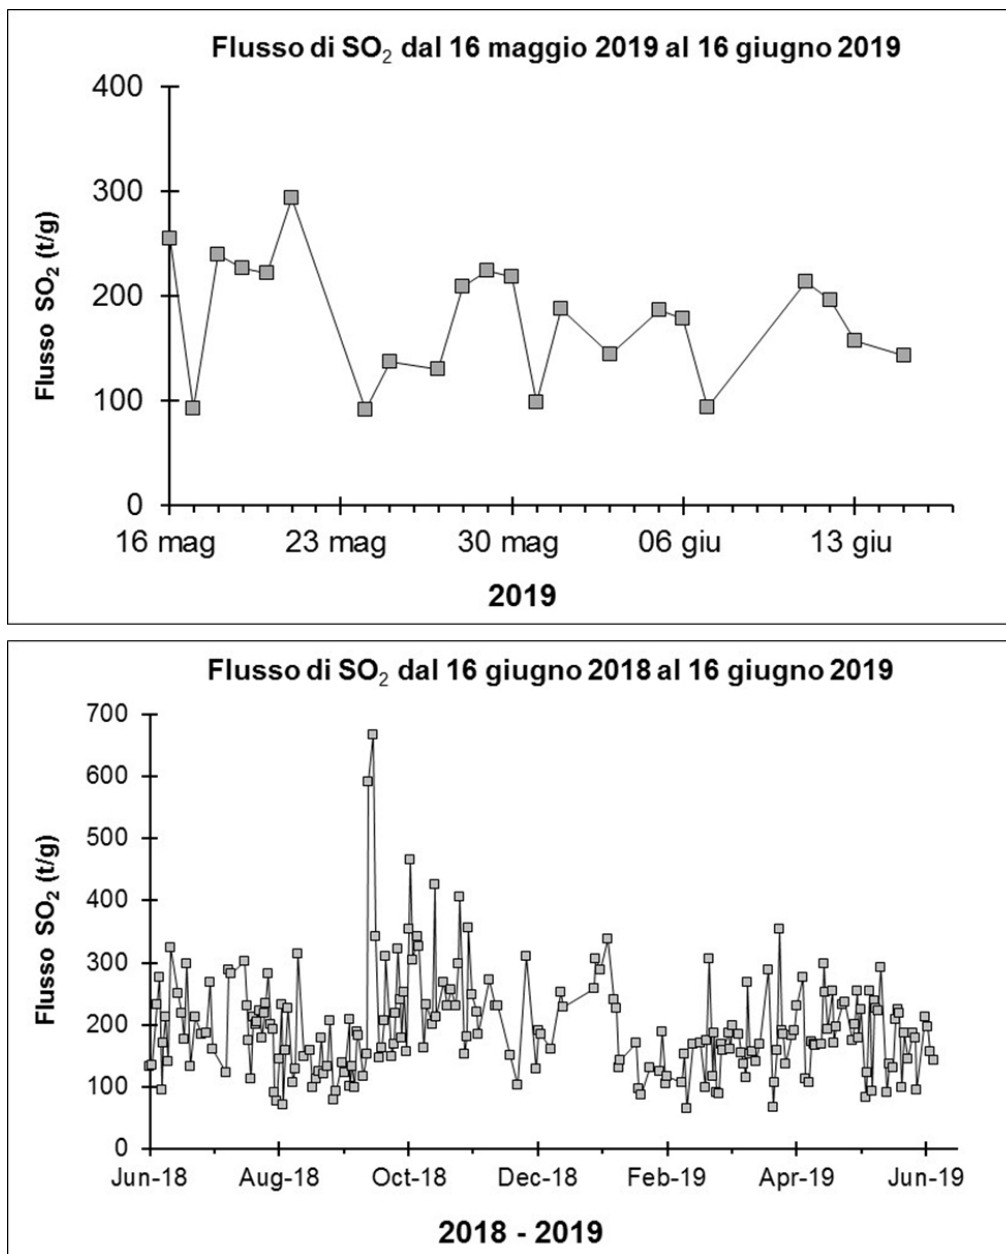 Flusso di SO₂ dal 16 maggio 2019 al 16 giugno 2019
400
300
200
100
0
Flusso SO₂ (t/g)
16 mag 23 mag 30 mag 06 giu 13 giu
2019
Flusso di SO₂ dal 16 giugno 2018 al 16 giugno 2019
700
600
500
400
300
200
100
0
Flusso SO₂ (t/g)
Jun-18 Aug-18 Oct-18 Dec-18 Feb-19 Apr-19 Jun-19
2018 - 2019